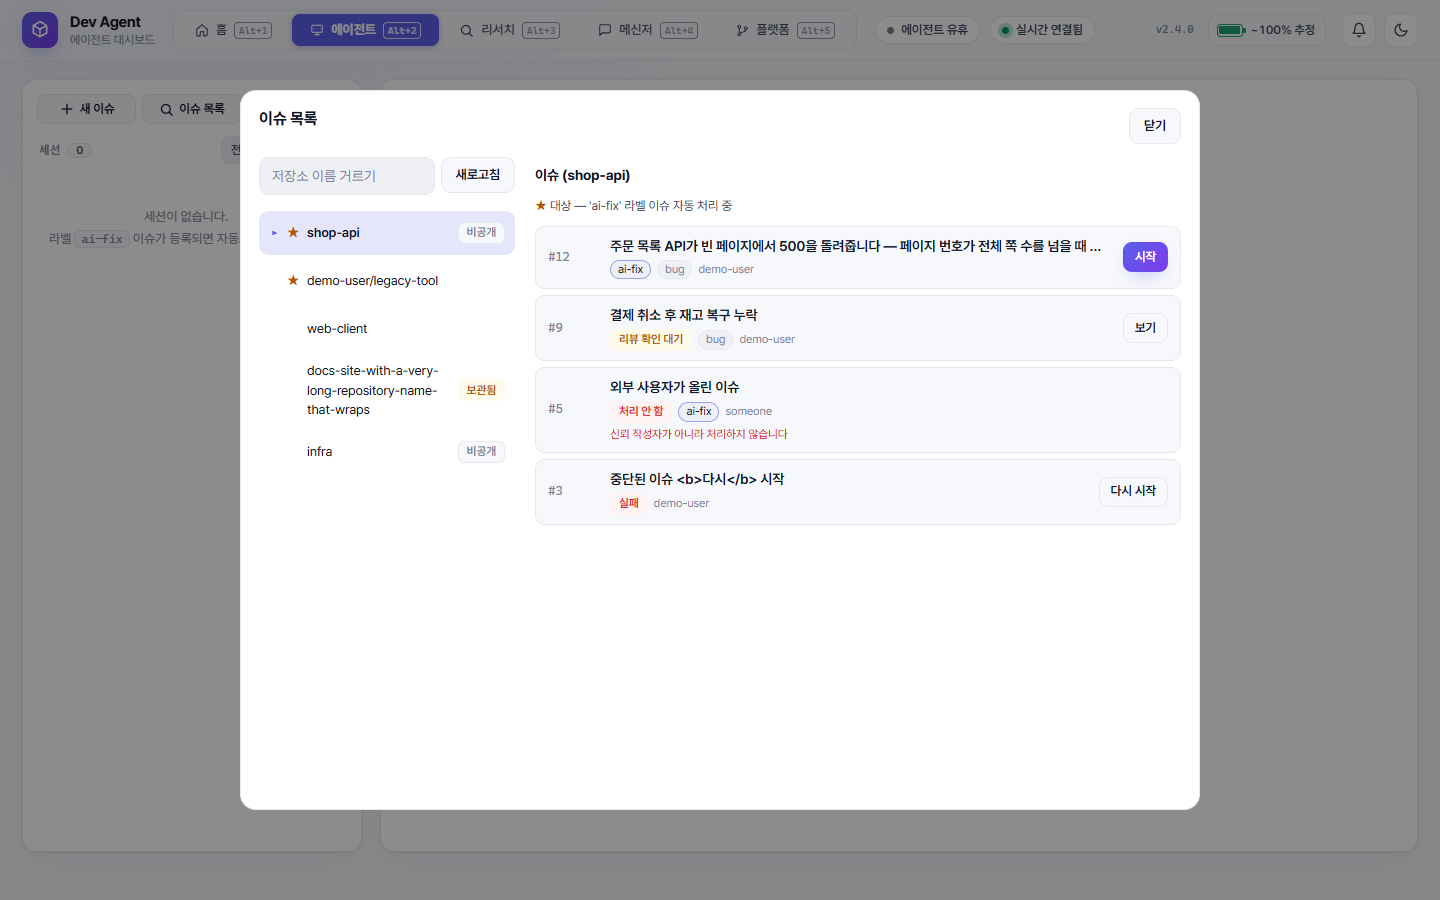 Dev Agent
에이전트 대시보드
홈 Alt+1
에이전트 Alt+2
리서치 Alt+3
메신저 Alt+4
플랫폼 Alt+5
에이전트 유휴
실시간 연결됨
v2.4.0
~100% 추정
새 이슈
이슈 목록
세션 0
전
세션이 없습니다.
라벨 ai-fix 이슈가 등록되면 자동
이슈 목록
닫기
저장소 이름 거르기
새로고침
▸ ★ shop-api 비공개
★ demo-user/legacy-tool
web-client
docs-site-with-a-very-
long-repository-name-
that-wraps
보관됨
infra 비공개
이슈 (shop-api)
★ 대상 — 'ai-fix' 라벨 이슈 자동 처리 중
#12
주문 목록 API가 빈 페이지에서 500을 돌려줍니다 — 페이지 번호가 전체 쪽 수를 넘을 때 ...
ai-fix bug demo-user
시작
#9
결제 취소 후 재고 복구 누락
리뷰 확인 대기 bug demo-user
보기
#5
외부 사용자가 올린 이슈
처리 안 함 ai-fix someone
신뢰 작성자가 아니라 처리하지 않습니다
#3
중단된 이슈 <b>다시</b> 시작
실패 demo-user
다시 시작